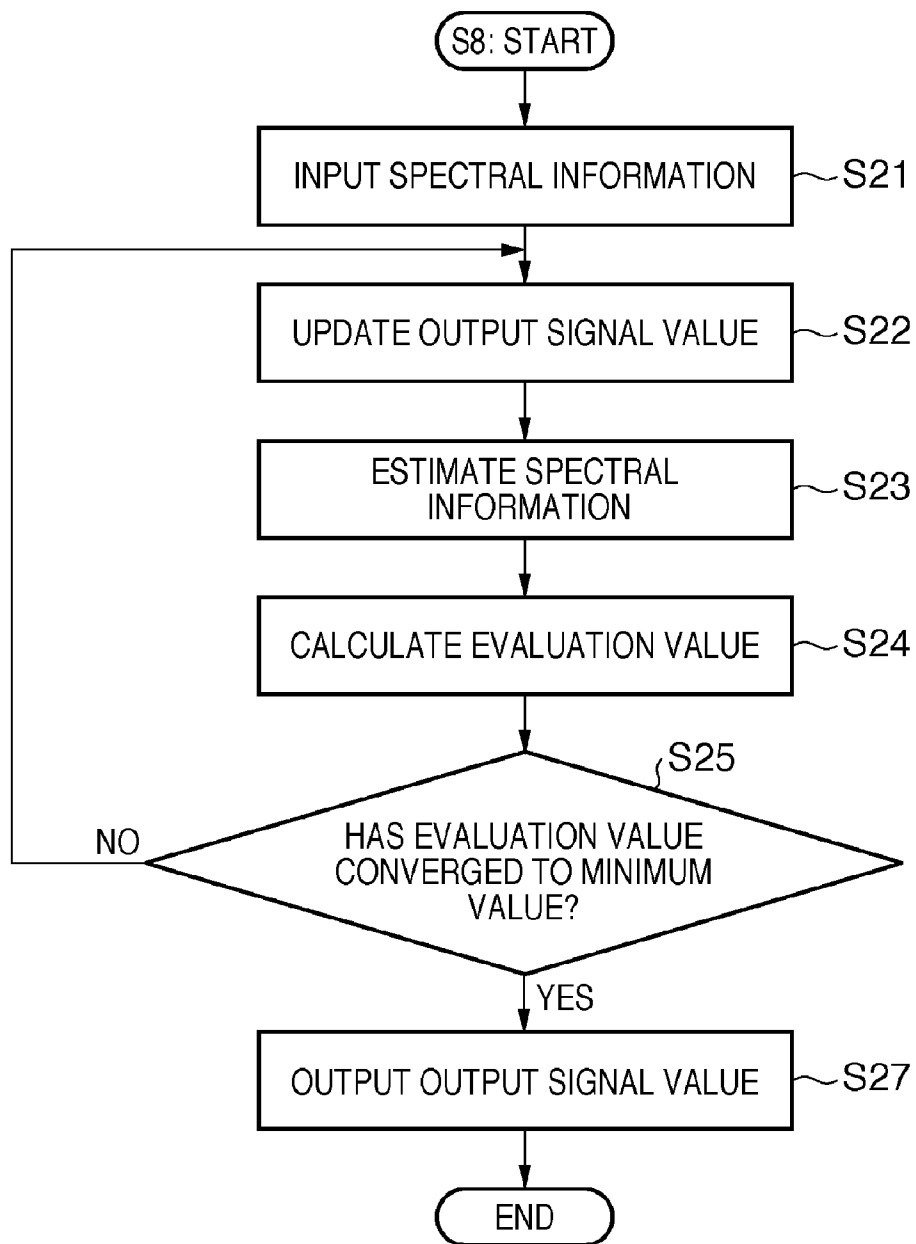 S8: START
INPUT SPECTRAL INFORMATION
S21
UPDATE OUTPUT SIGNAL VALUE
S22
ESTIMATE SPECTRAL
INFORMATION
S23
CALCULATE EVALUATION VALUE
S24
S25
HAS EVALUATION VALUE
CONVERGED TO MINIMUM
VALUE?
NO
YES
OUTPUT OUTPUT SIGNAL VALUE
S27
END